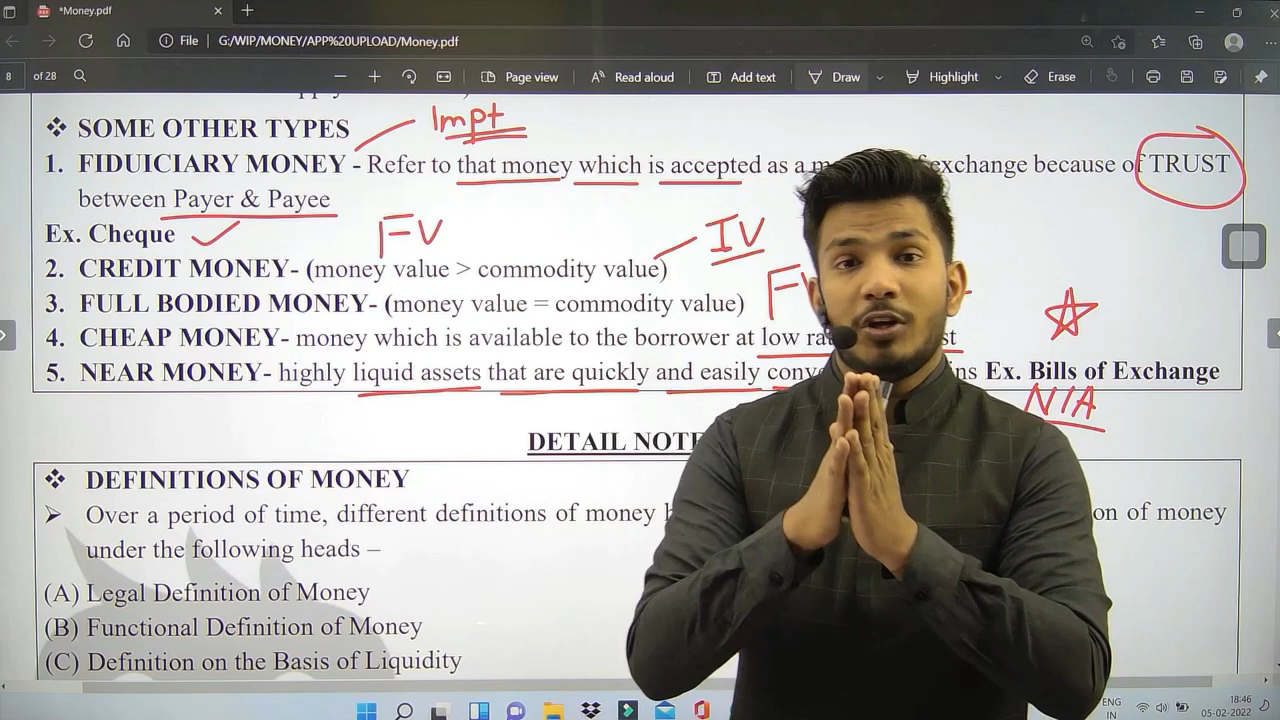 *Money.pdf
File G:/WIP/MONEY/APP%20UPLOAD/Money.pdf
8 of 28 Page view Read aloud Add text Draw Highlight Erase
Impt
❖ SOME OTHER TYPES
1. FIDUICIARY MONEY - Refer to that money which is accepted as a exchange because of TRUST
between Payer & Payee
Ex. Cheque
FV IV
2. CREDIT MONEY- (money value > commodity value)
3. FULL BODIED MONEY- (money value = commodity value)
4. CHEAP MONEY- money which is available to the borrower at low
5. NEAR MONEY- highly liquid assets that are quickly and easily Ex. Bills of Exchange
N/A
DETAIL
❖ DEFINITIONS OF MONEY
➢ Over a period of time, different definitions of money of money
under the following heads –
(A) Legal Definition of Money
(B) Functional Definition of Money
(C) Definition on the Basis of Liquidity
ENG
IN
18:46
05-02-2022